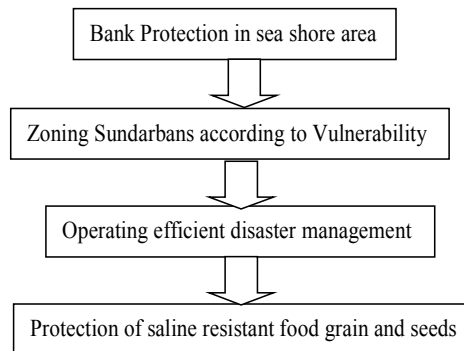 Bank Protection in sea shore area
Zoning Sundarbans according to Vulnerability
Operating efficient disaster management
Protection of saline resistant food grain and seeds